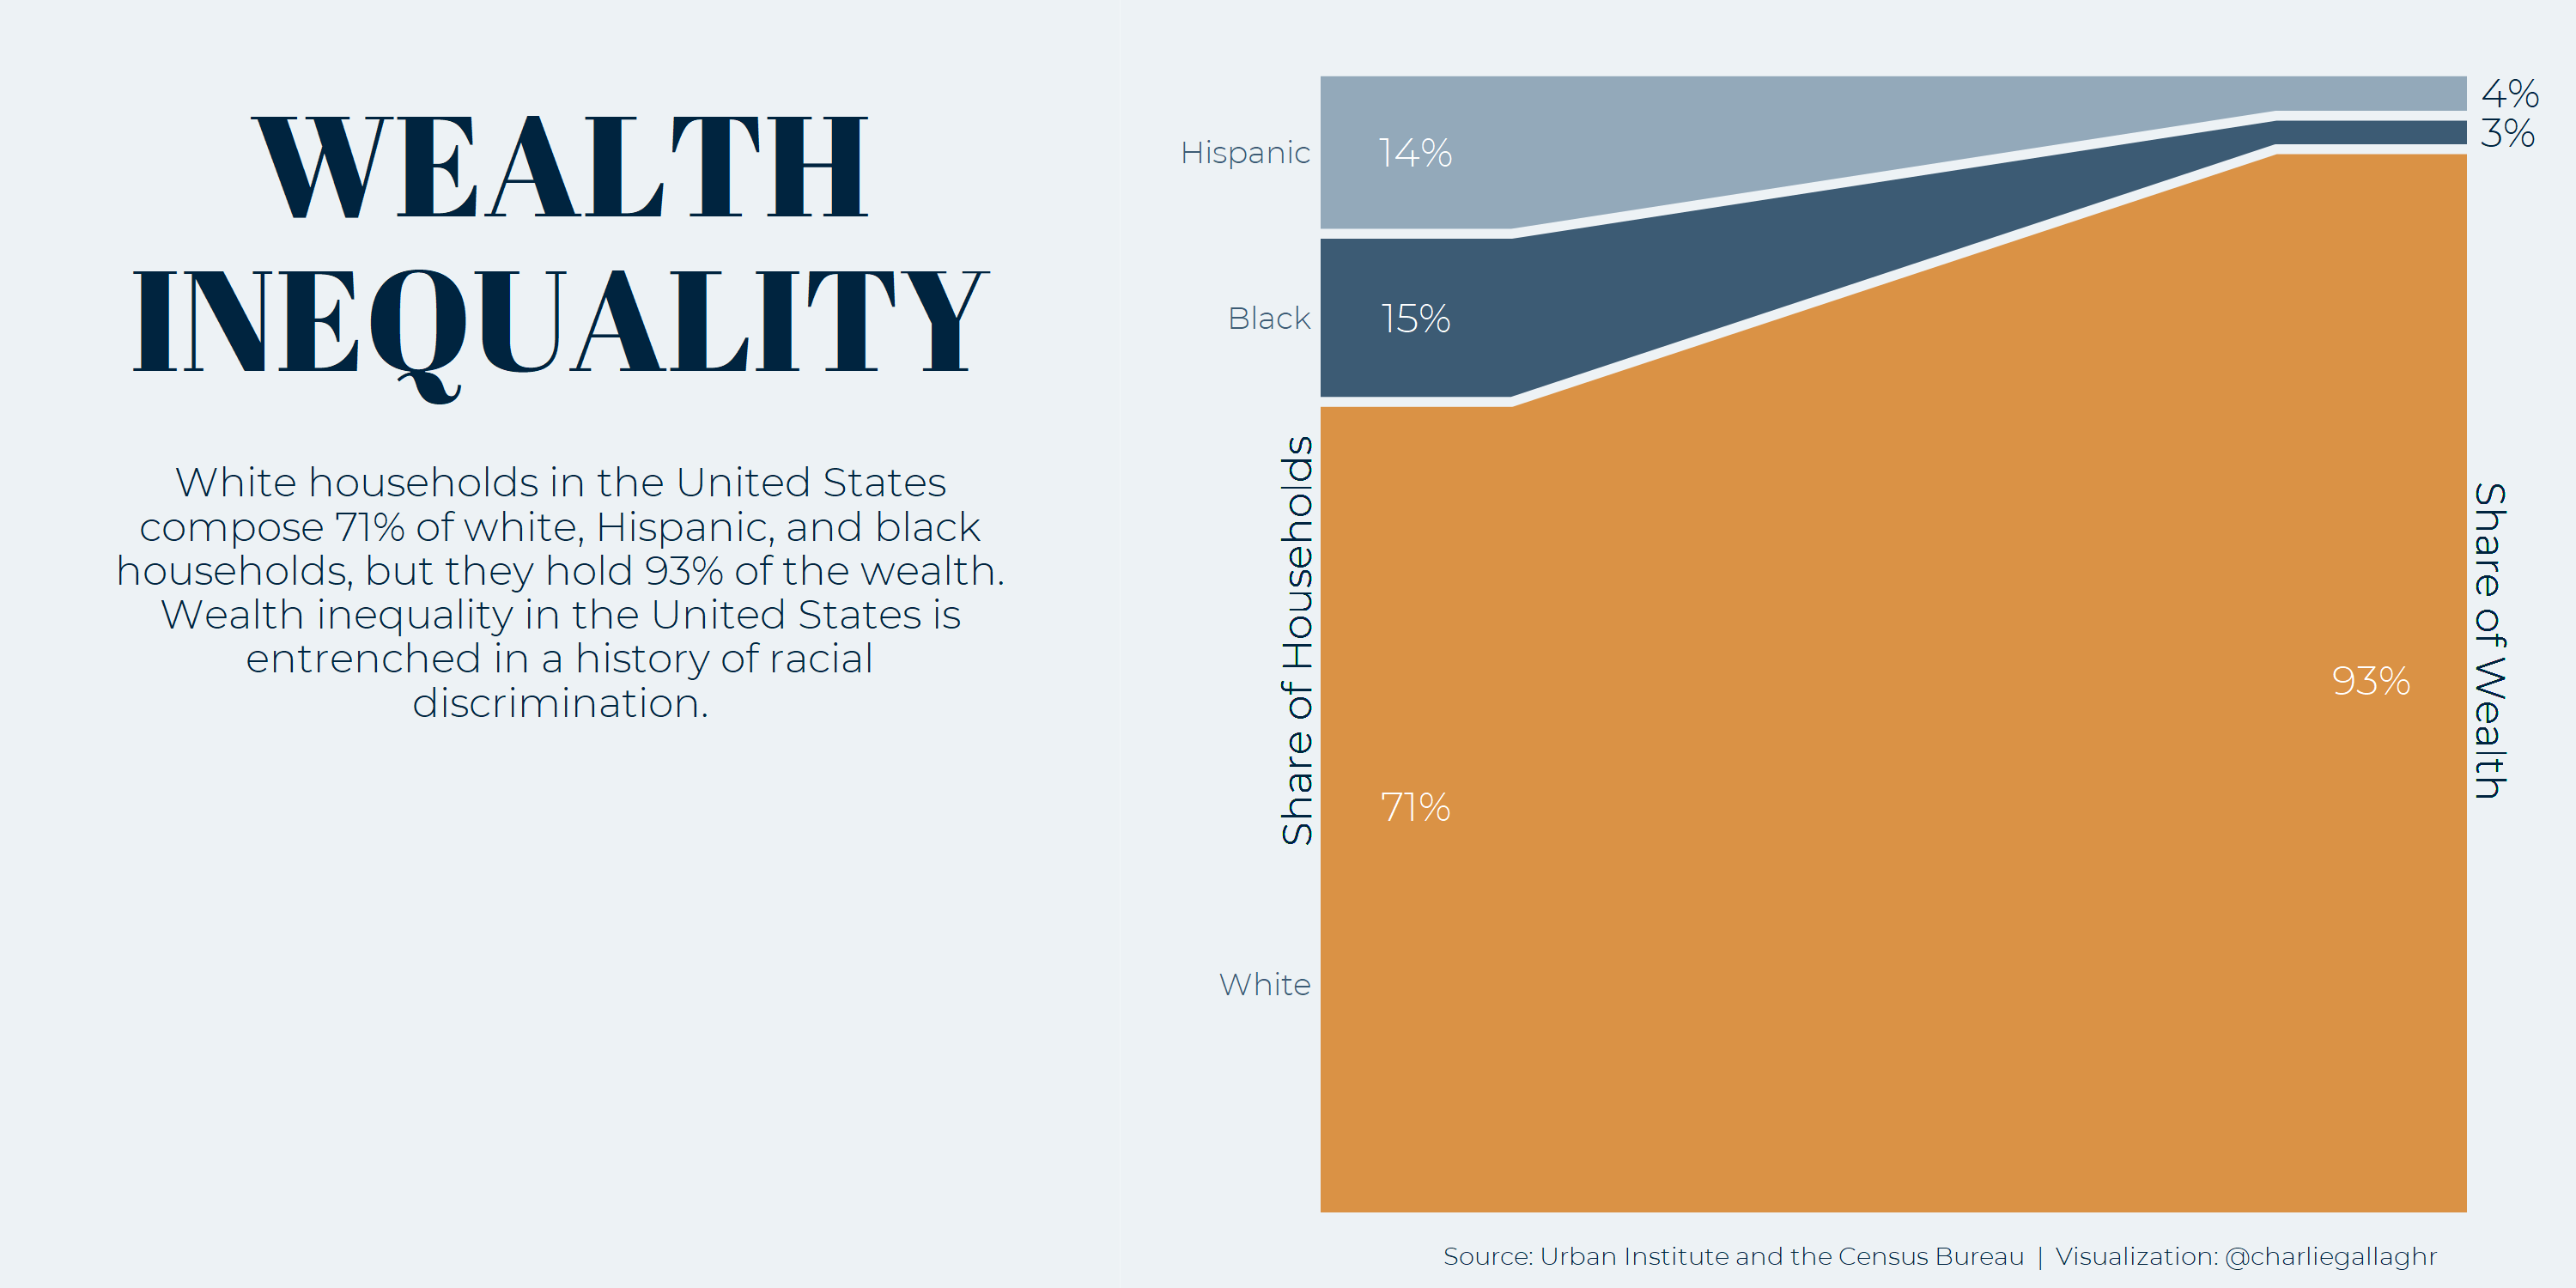 WEALTH
INEQUALITY
White households in the United States
compose 71% of white, Hispanic, and black
households, but they hold 93% of the wealth.
Wealth inequality in the United States is
entrenched in a history of racial
discrimination.
Hispanic
14%
4%
3%
Black
15%
Share of Households
Share of Wealth
93%
71%
White
Source: Urban Institute and the Census Bureau | Visualization: @charliegallaghr